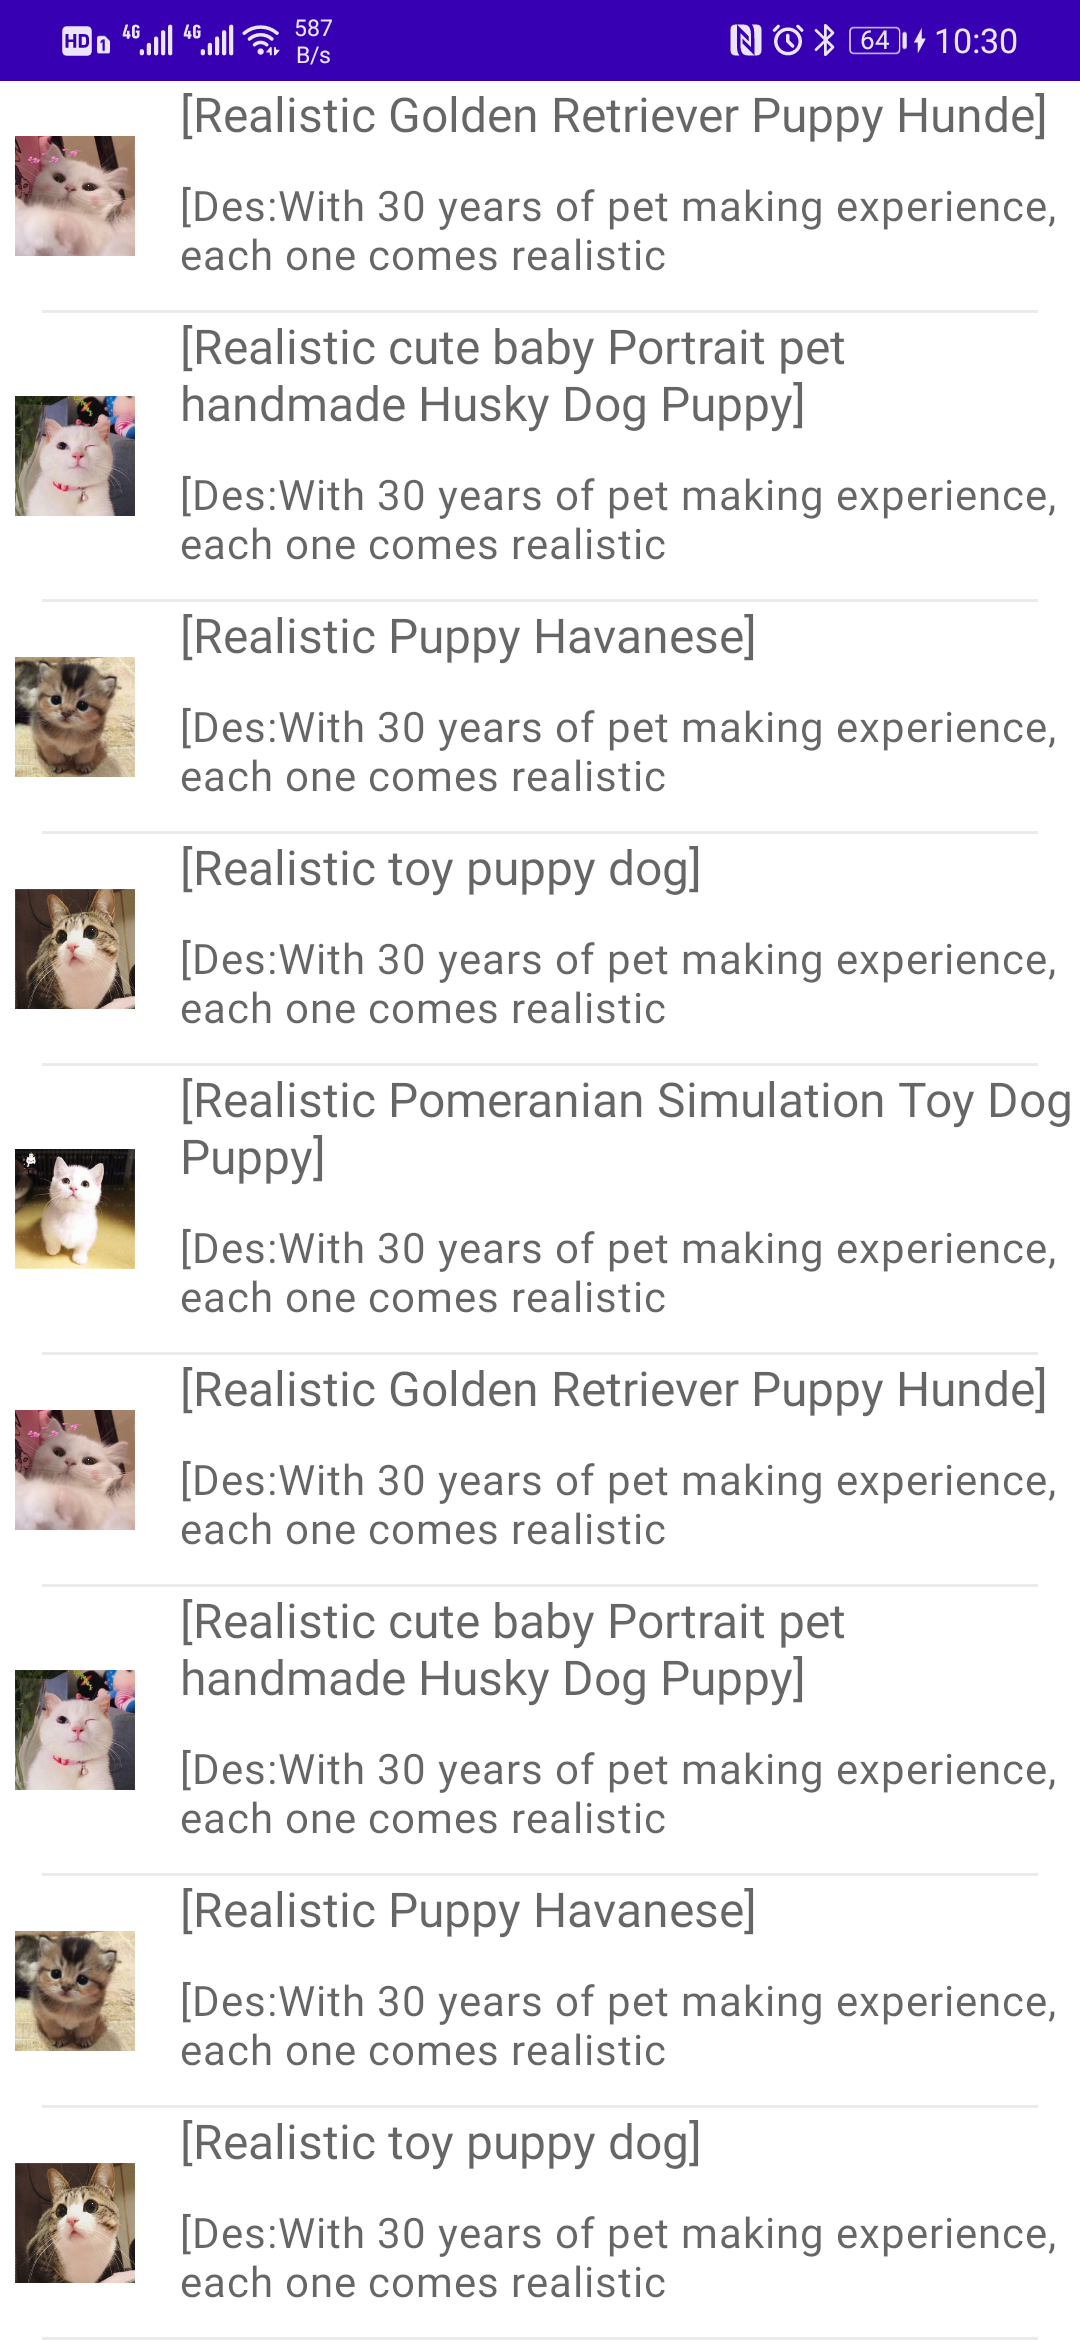 HD 1 4G 4G 587 B/s 64 10:30
[Realistic Golden Retriever Puppy Hunde]
[Des:With 30 years of pet making experience,
each one comes realistic
[Realistic cute baby Portrait pet
handmade Husky Dog Puppy]
[Des:With 30 years of pet making experience,
each one comes realistic
[Realistic Puppy Havanese]
[Des:With 30 years of pet making experience,
each one comes realistic
[Realistic toy puppy dog]
[Des:With 30 years of pet making experience,
each one comes realistic
[Realistic Pomeranian Simulation Toy Dog
Puppy]
[Des:With 30 years of pet making experience,
each one comes realistic
[Realistic Golden Retriever Puppy Hunde]
[Des:With 30 years of pet making experience,
each one comes realistic
[Realistic cute baby Portrait pet
handmade Husky Dog Puppy]
[Des:With 30 years of pet making experience,
each one comes realistic
[Realistic Puppy Havanese]
[Des:With 30 years of pet making experience,
each one comes realistic
[Realistic toy puppy dog]
[Des:With 30 years of pet making experience,
each one comes realistic